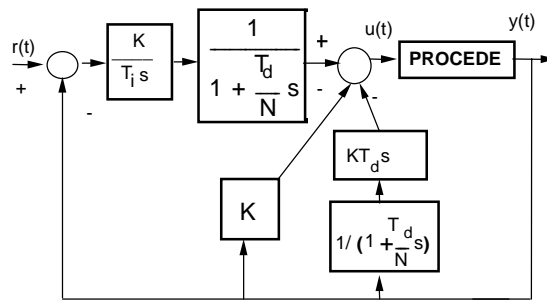 r(t)
+
-
K
T_i s
1
1 + T_d/N s
+
-
-
u(t)
PROCEDE
y(t)
KT_d s
K
1/ (1 + T_d/N s)